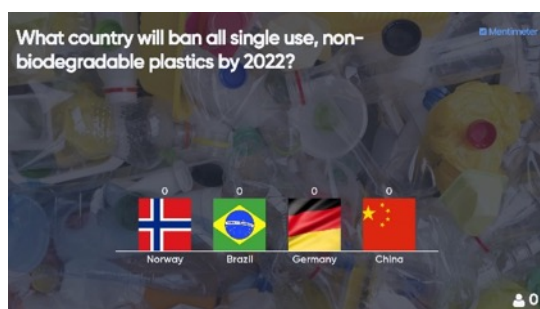 What country will ban all single use, non-
biodegradable plastics by 2022?
Mentimeter
0 0 0 0
Norway Brazil Germany China
0